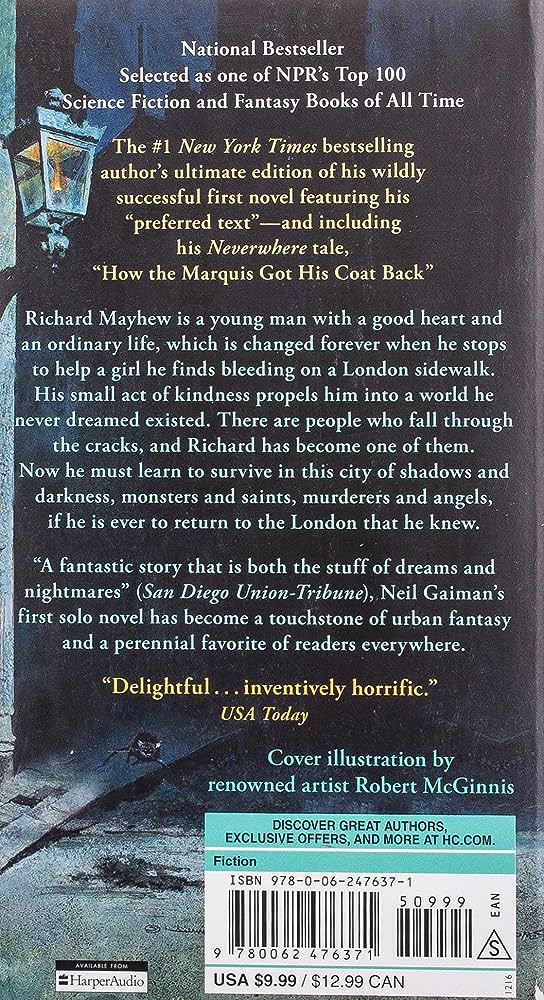 National Bestseller
Selected as one of NPR's Top 100
Science Fiction and Fantasy Books of All Time
The #1 New York Times bestselling
author's ultimate edition of his wildly
successful first novel featuring his
“preferred text”—and including
his Neverwhere tale,
“How the Marquis Got His Coat Back”
Richard Mayhew is a young man with a good heart and
an ordinary life, which is changed forever when he stops
to help a girl he finds bleeding on a London sidewalk.
His small act of kindness propels him into a world he
never dreamed existed. There are people who fall through
the cracks, and Richard has become one of them.
Now he must learn to survive in this city of shadows and
darkness, monsters and saints, murderers and angels,
if he is ever to return to the London that he knew.
“A fantastic story that is both the stuff of dreams and
nightmares” (San Diego Union-Tribune), Neil Gaiman's
first solo novel has become a touchstone of urban fantasy
and a perennial favorite of readers everywhere.
“Delightful . . . inventively horrific.”
USA Today
Cover illustration by
renowned artist Robert McGinnis
DISCOVER GREAT AUTHORS,
EXCLUSIVE OFFERS, AND MORE AT HC.COM.
Fiction
ISBN 978-0-06-247637-1
50999
EAN
S
9 780062 476371
USA $9.99 / $12.99 CAN
1216
AVAILABLE FROM
HarperAudio